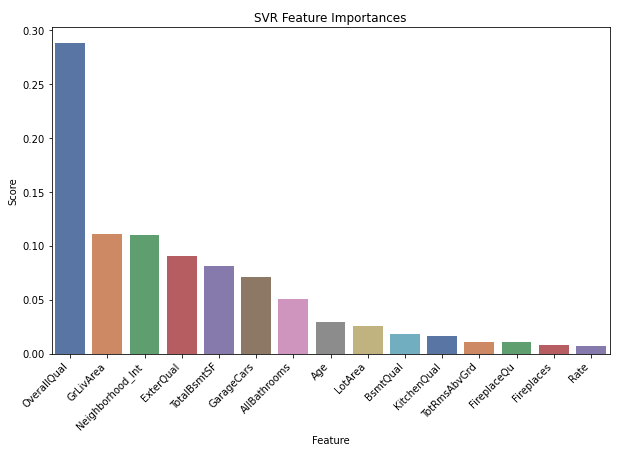 SVR Feature Importances
0.30
0.25
0.20
0.15
0.10
0.05
0.00
Score
OverallQual
GrLivArea
Neighborhood_Int
ExterQual
TotalBsmtSF
GarageCars
AllBathrooms
Age
LotArea
BsmtQual
KitchenQual
TotRmsAbvGrd
FireplaceQu
Fireplaces
Rate
Feature